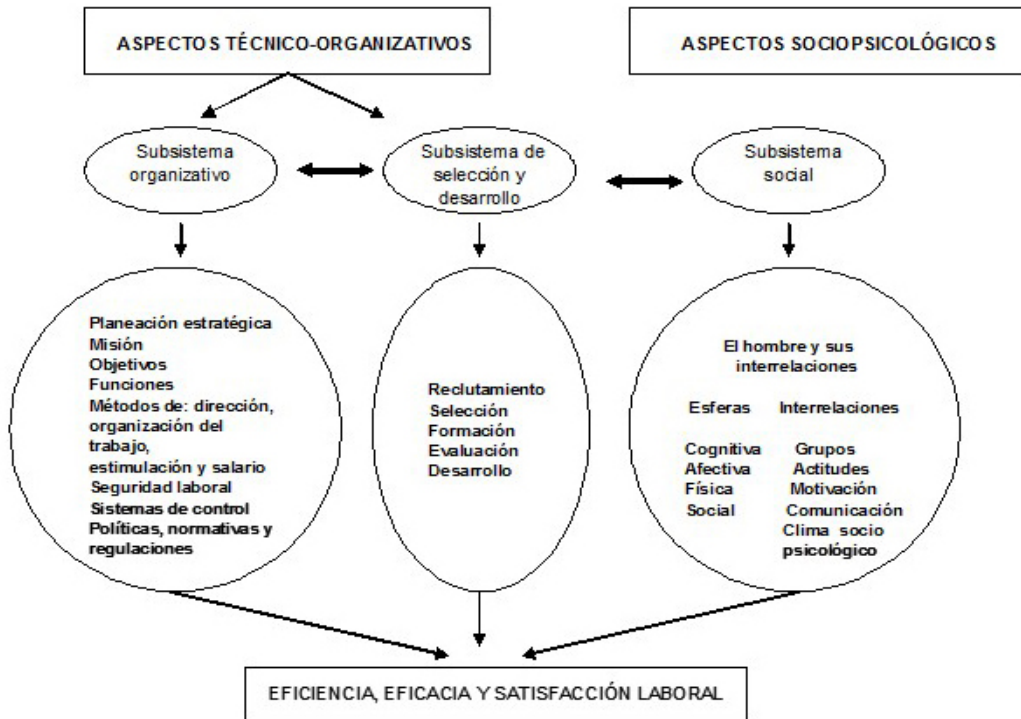 ASPECTOS TÉCNICO-ORGANIZATIVOS
ASPECTOS SOCIOPSICOLÓGICOS
Subsistema
organizativo
Subsistema de
selección y
desarrollo
Subsistema
social
Planeación estratégica
Misión
Objetivos
Funciones
Métodos de: dirección,
organización del
trabajo,
estimulación y salario
Seguridad laboral
Sistemas de control
Políticas, normativas y
regulaciones
Reclutamiento
Selección
Formación
Evaluación
Desarrollo
El hombre y sus
interrelaciones
Esferas Interrelaciones
Cognitiva Grupos
Afectiva Actitudes
Física Motivación
Social Comunicación
Clima socio
psicológico
EFICIENCIA, EFICACIA Y SATISFACCIÓN LABORAL